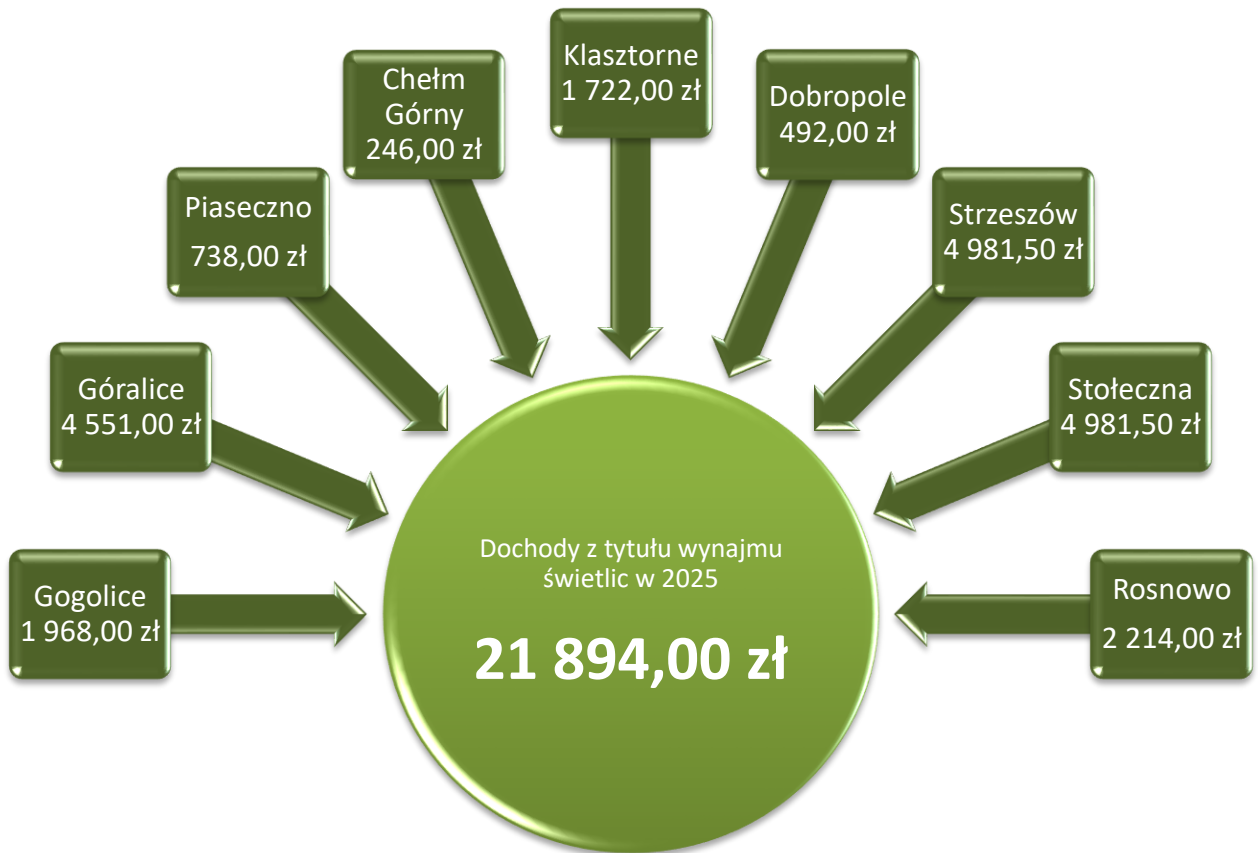 Klasztorne
1 722,00 zł
Chełm
Górny
246,00 zł
Dobropole
492,00 zł
Piaseczno
738,00 zł
Strzeszów
4 981,50 zł
Góralice
4 551,00 zł
Stołeczna
4 981,50 zł
Dochody z tytułu wynajmu
świetlic w 2025
21 894,00 zł
Gogolice
1 968,00 zł
Rosnowo
2 214,00 zł